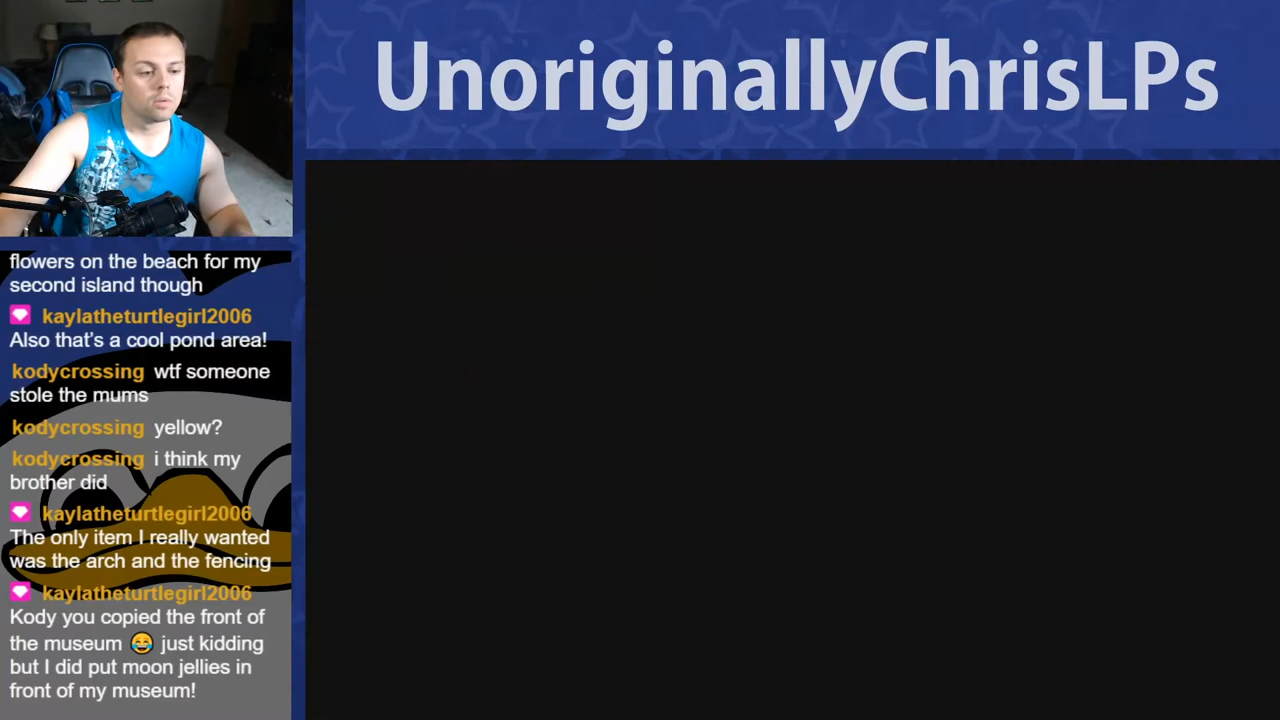 UnoriginallyChrisLPs
flowers on the beach for my
second island though
kaylatheturtlegirl2006
Also that's a cool pond area!
kodycrossing wtf someone
stole the mums
kodycrossing yellow?
kodycrossing i think my
brother did
kaylatheturtlegirl2006
The only item I really wanted
was the arch and the fencing
kaylatheturtlegirl2006
Kody you copied the front of
the museum 😂 just kidding
but I did put moon jellies in
front of my museum!